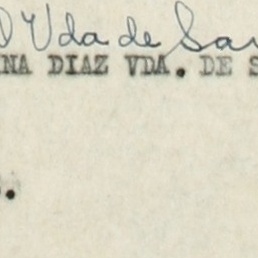 Vda de Sa
NA DIAZ VDA. DE S
.